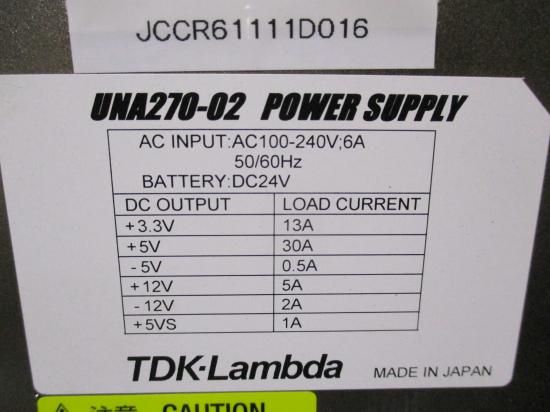 JCCR61111D016
UNA270-02 POWER SUPPLY
AC INPUT:AC100-240V;6A
50/60Hz
BATTERY:DC24V
DC OUTPUT LOAD CURRENT
+3.3V 13A
+5V 30A
-5V 0.5A
+12V 5A
-12V 2A
+5VS 1A
TDK-Lambda MADE IN JAPAN
注意 CAUTION